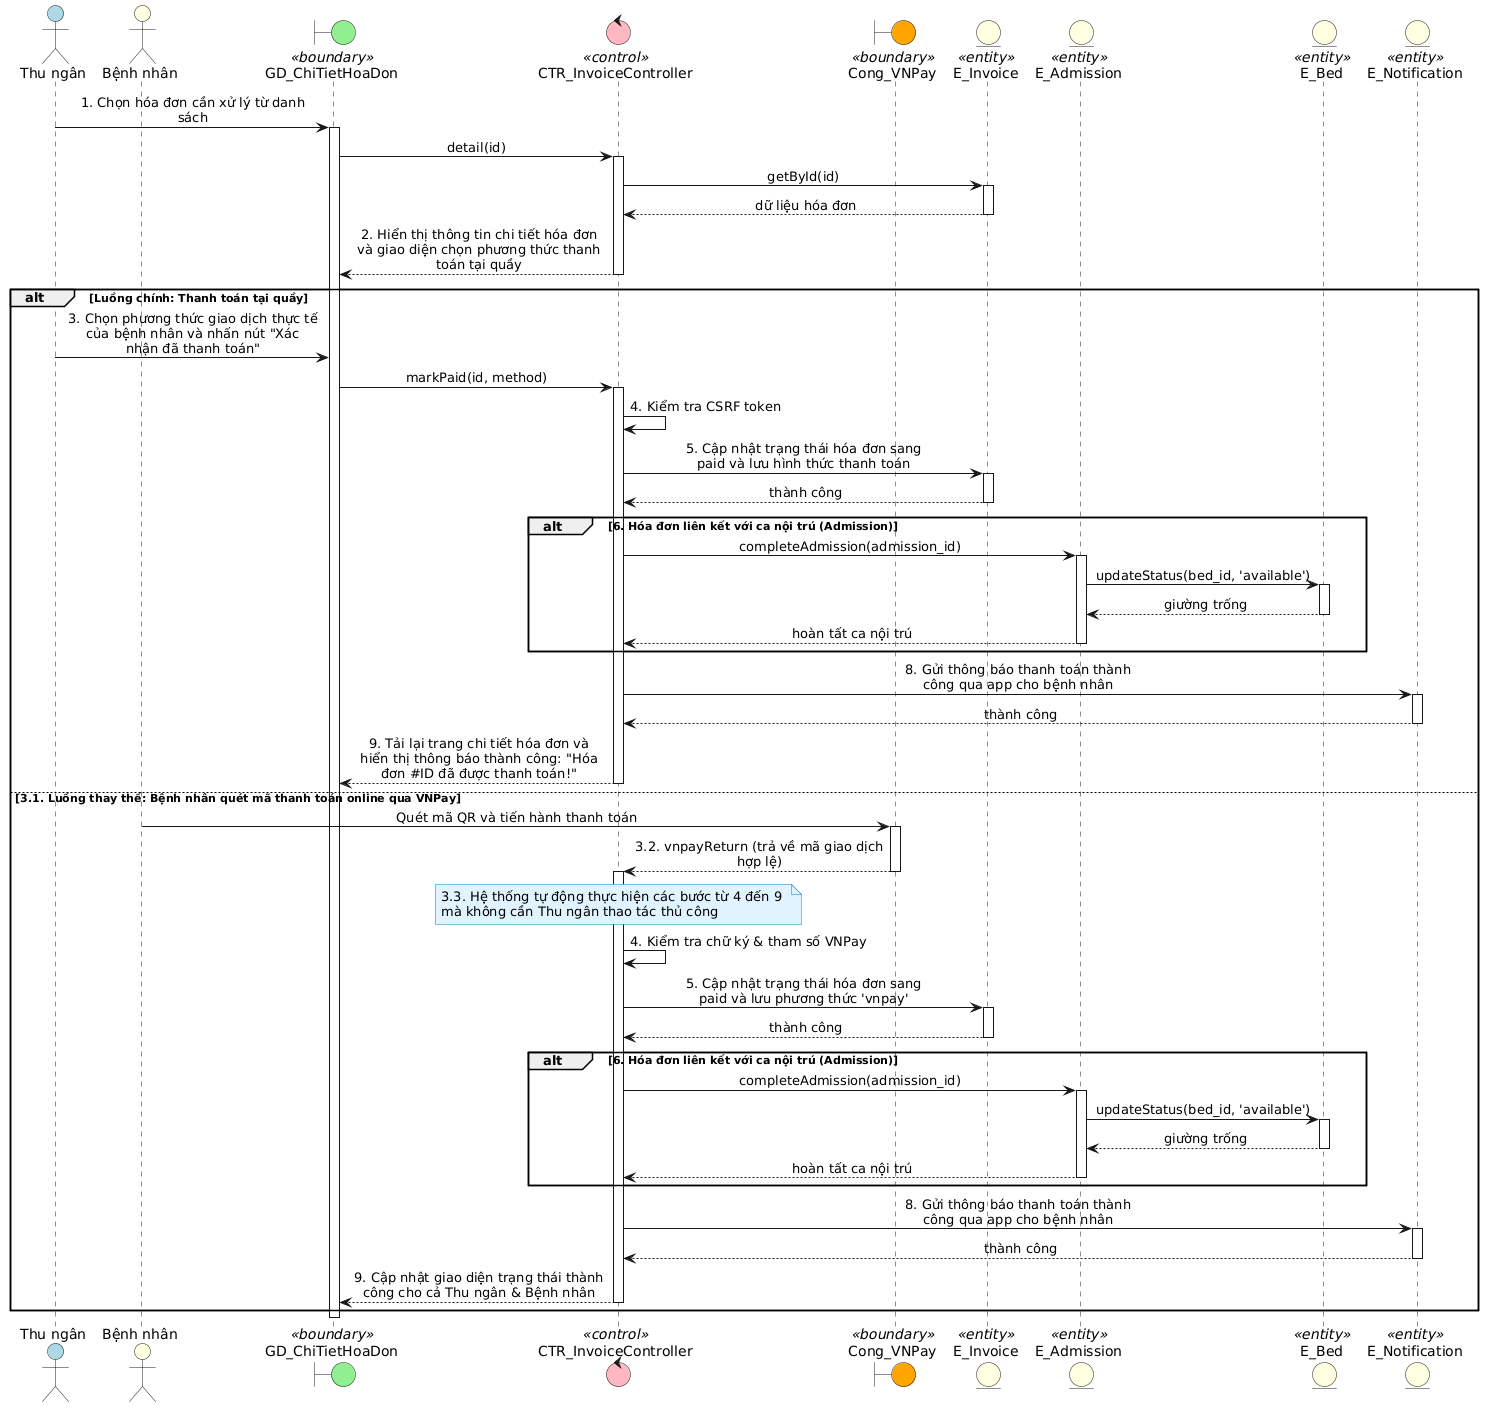 Thu ngân
Bệnh nhân
«boundary»
GD_ChiTietHoaDon
«control»
CTR_InvoiceController
«boundary»
Cong_VNPay
«entity»
E_Invoice
«entity»
E_Admission
«entity»
E_Bed
«entity»
E_Notification
1. Chọn hóa đơn cần xử lý từ danh
sách
detail(id)
getById(id)
dữ liệu hóa đơn
2. Hiển thị thông tin chi tiết hóa đơn
và giao diện chọn phương thức thanh
toán tại quầy
alt
[Luồng chính: Thanh toán tại quầy]
3. Chọn phương thức giao dịch thực tế
của bệnh nhân và nhấn nút "Xác
nhận đã thanh toán"
markPaid(id, method)
4. Kiểm tra CSRF token
5. Cập nhật trạng thái hóa đơn sang
paid và lưu hình thức thanh toán
thành công
alt
[6. Hóa đơn liên kết với ca nội trú (Admission)]
completeAdmission(admission_id)
updateStatus(bed_id, 'available')
giường trống
hoàn tất ca nội trú
8. Gửi thông báo thanh toán thành
công qua app cho bệnh nhân
thành công
9. Tải lại trang chi tiết hóa đơn và
hiển thị thông báo thành công: "Hóa
đơn #ID đã được thanh toán!"
[3.1. Luồng thay thế: Bệnh nhân quét mã thanh toán online qua VNPay]
Quét mã QR và tiến hành thanh toán
3.2. vnpayReturn (trả về mã giao dịch
hợp lệ)
3.3. Hệ thống tự động thực hiện các bước từ 4 đến 9
mà không cần Thu ngân thao tác thủ công
4. Kiểm tra chữ ký & tham số VNPay
5. Cập nhật trạng thái hóa đơn sang
paid và lưu phương thức 'vnpay'
thành công
alt
[6. Hóa đơn liên kết với ca nội trú (Admission)]
completeAdmission(admission_id)
updateStatus(bed_id, 'available')
giường trống
hoàn tất ca nội trú
8. Gửi thông báo thanh toán thành
công qua app cho bệnh nhân
thành công
9. Cập nhật giao diện trạng thái thành
công cho cả Thu ngân & Bệnh nhân
Thu ngân
Bệnh nhân
«boundary»
GD_ChiTietHoaDon
«control»
CTR_InvoiceController
«boundary»
Cong_VNPay
«entity»
E_Invoice
«entity»
E_Admission
«entity»
E_Bed
«entity»
E_Notification